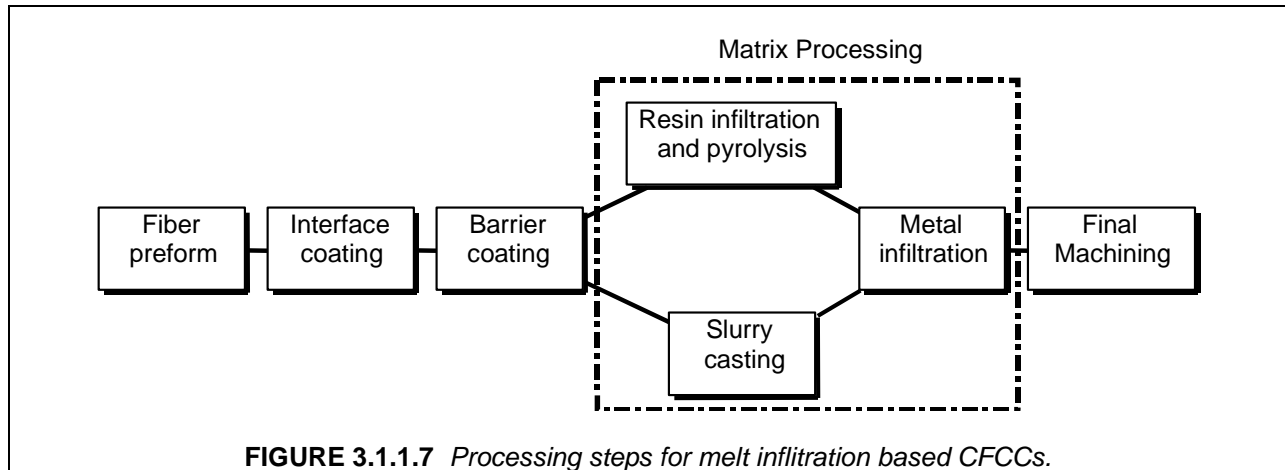 Matrix Processing
Resin infiltration
and pyrolysis
Fiber
preform
Interface
coating
Barrier
coating
Metal
infiltration
Final
Machining
Slurry
casting
FIGURE 3.1.1.7 Processing steps for melt inflitration based CFCCs.